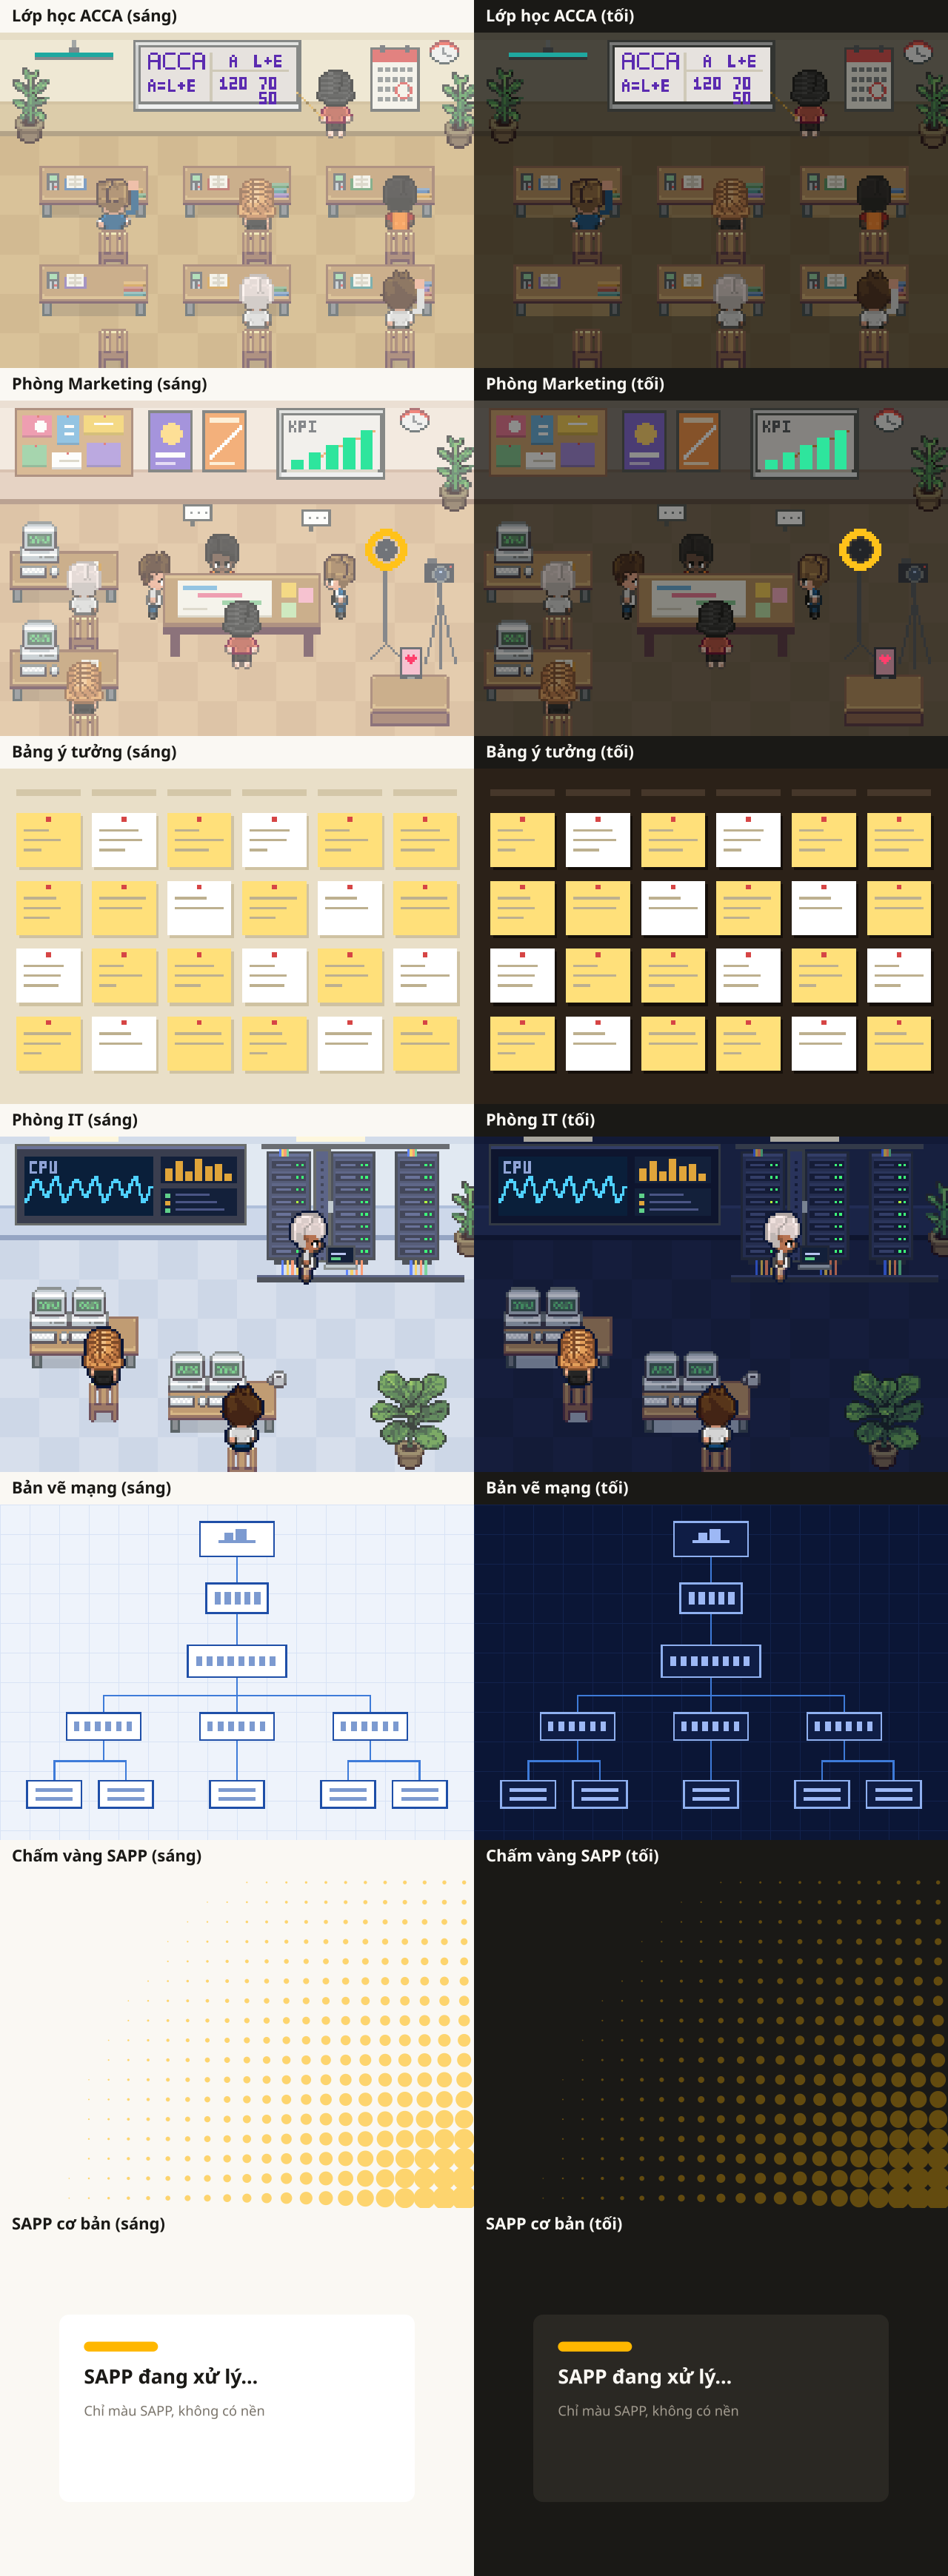 Lớp học ACCA (sáng)
Lớp học ACCA (tối)
ACCA A L+E
A=L+E 120 70
50
ACCA A L+E
A=L+E 120 70
50
Phòng Marketing (sáng)
Phòng Marketing (tối)
KPI
KPI
Bảng ý tưởng (sáng)
Bảng ý tưởng (tối)
Phòng IT (sáng)
Phòng IT (tối)
CPU
CPU
Bản vẽ mạng (sáng)
Bản vẽ mạng (tối)
Chấm vàng SAPP (sáng)
Chấm vàng SAPP (tối)
SAPP cơ bản (sáng)
SAPP cơ bản (tối)
SAPP đang xử lý...
Chỉ màu SAPP, không có nền
SAPP đang xử lý...
Chỉ màu SAPP, không có nền